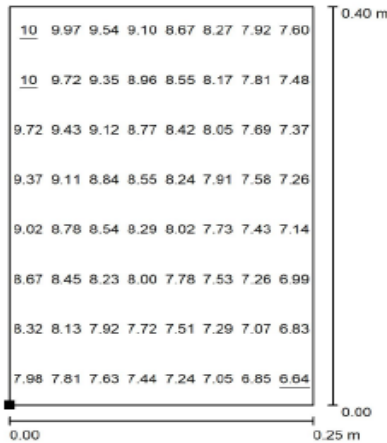 0.40 m
10 9.97 9.54 9.10 8.67 8.27 7.92 7.60
10 9.72 9.35 8.96 8.55 8.17 7.81 7.48
9.72 9.43 9.12 8.77 8.42 8.05 7.69 7.37
9.37 9.11 8.84 8.55 8.24 7.91 7.58 7.26
9.02 8.78 8.54 8.29 8.02 7.73 7.43 7.14
8.67 8.45 8.23 8.00 7.78 7.53 7.26 6.99
8.32 8.13 7.92 7.72 7.51 7.29 7.07 6.83
7.98 7.81 7.63 7.44 7.24 7.05 6.85 6.64
0.00
0.00 0.25 m